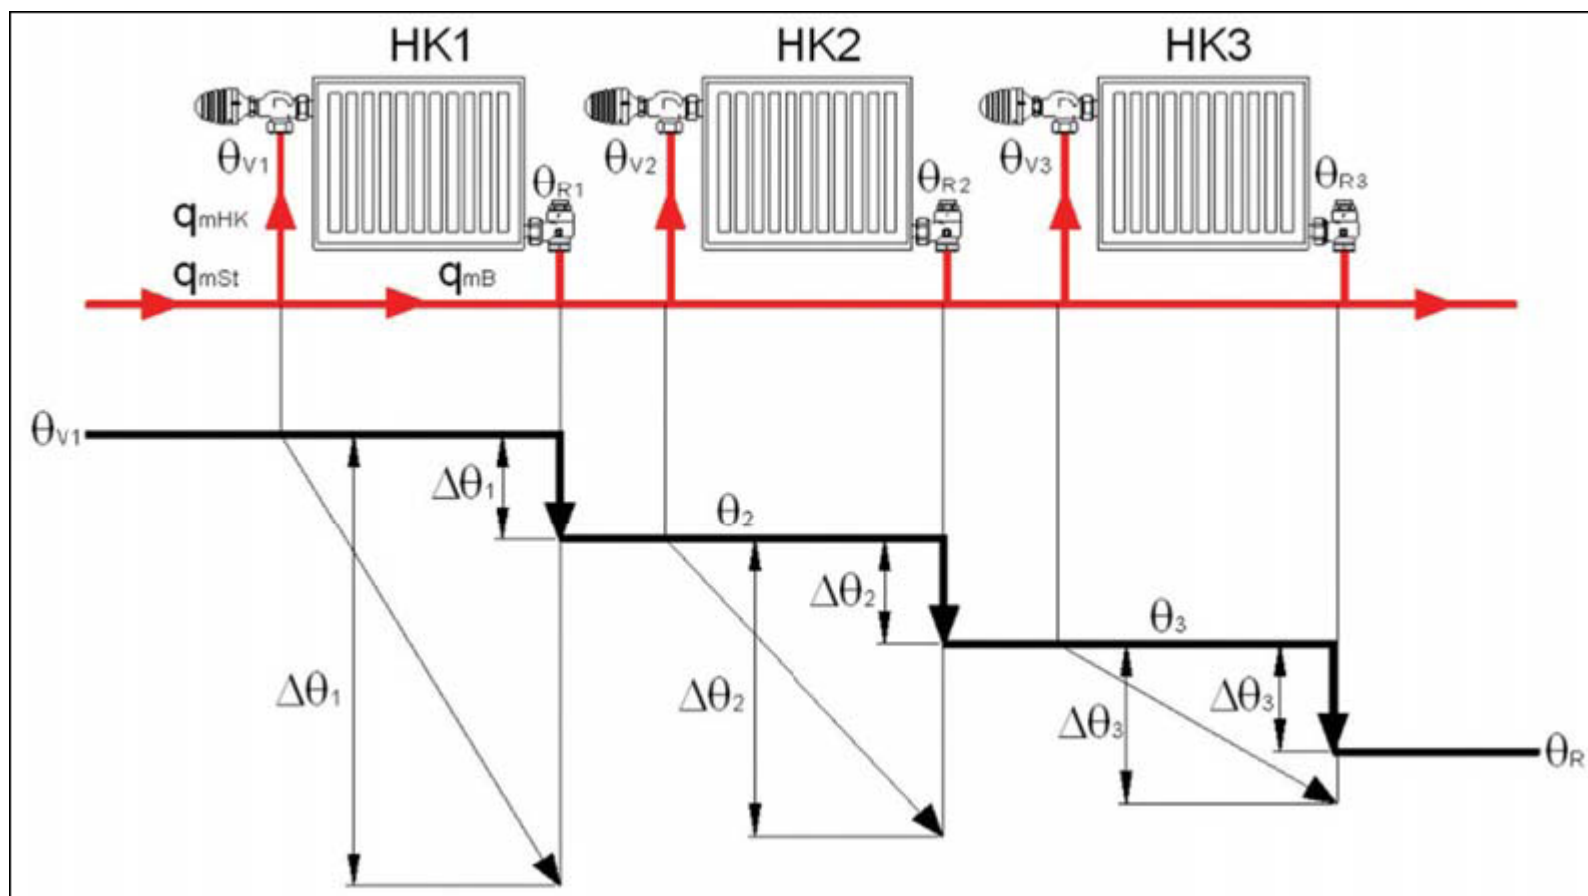 HK1 HK2 HK3
θV1 θV2 θV3
θR1 θR2 θR3
qmHK
qmSt qmB
θV1
Δθ1 θ2
Δθ2 θ3
Δθ1 Δθ2 Δθ3 Δθ3
θR